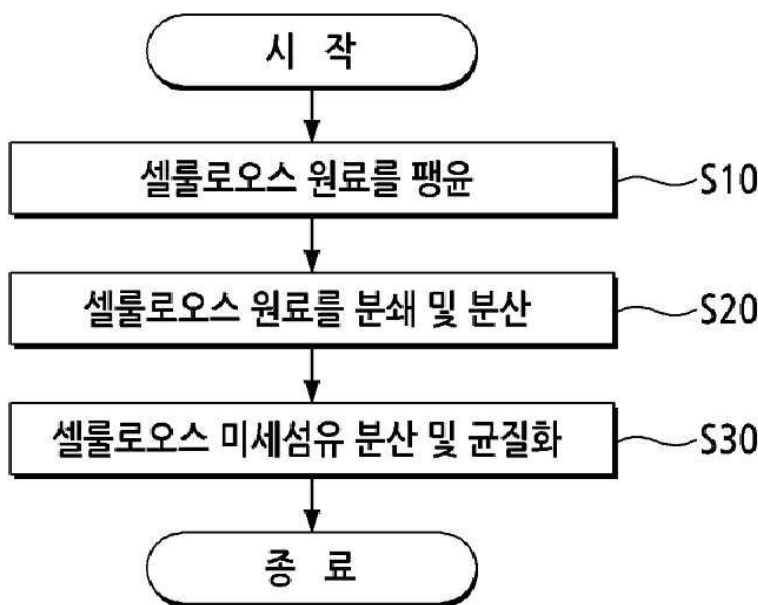 시 작
셀룰로오스 원료를 팽윤
S10
셀룰로오스 원료를 분쇄 및 분산
S20
셀룰로오스 미세섬유 분산 및 균질화
S30
종 료